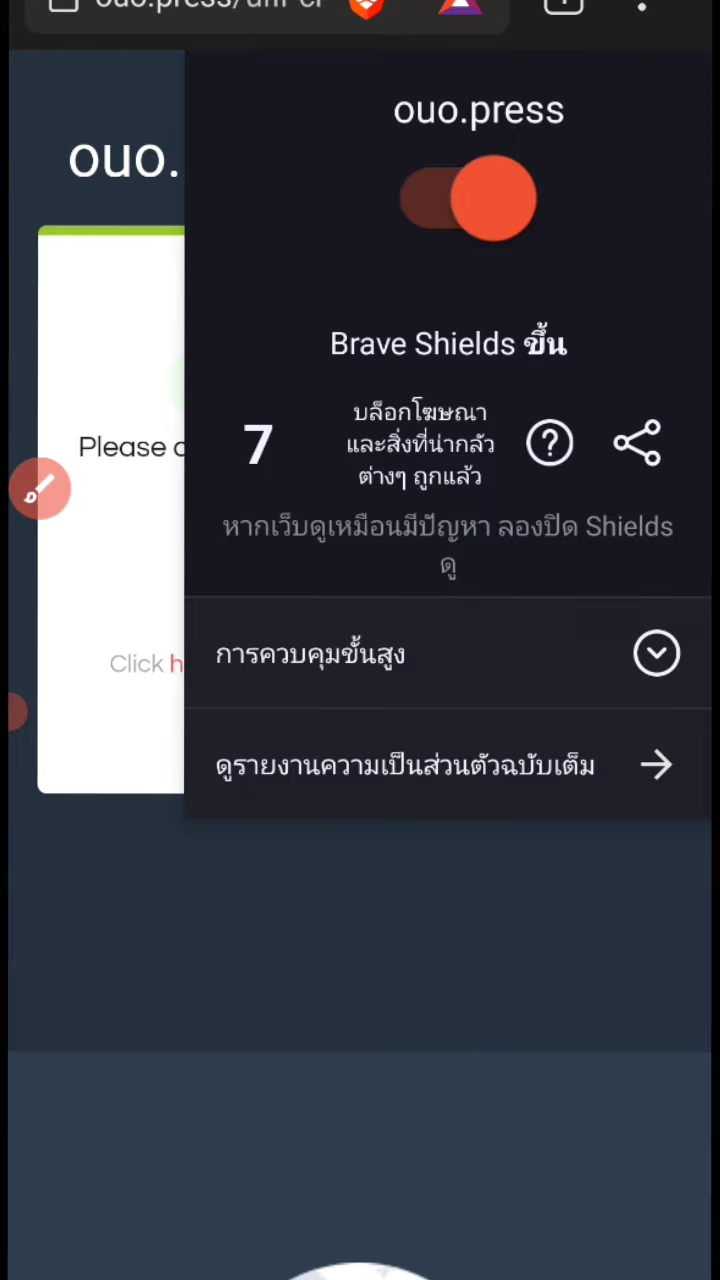 ouo.press
ouo.
Brave Shields ขึ้น
7
บล็อกโฆษณา
และสิ่งที่น่ากลัว
ต่างๆ ถูกแล้ว
Please
หากเว็บดูเหมือนมีปัญหา ลองปิด Shields
ดู
การควบคุมขั้นสูง
Click
ดูรายงานความเป็นส่วนตัวฉบับเต็ม